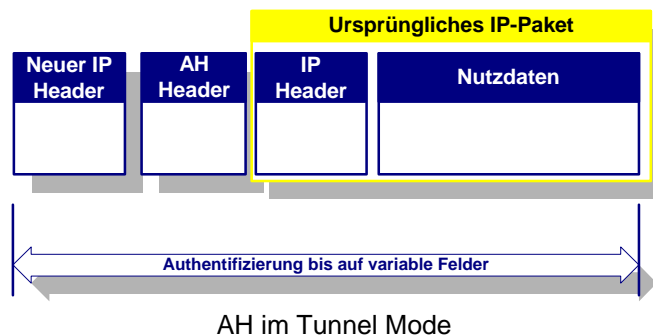 Ursprüngliches IP-Paket
Neuer IP
Header
AH
Header
IP
Header
Nutzdaten
Authentifizierung bis auf variable Felder
AH im Tunnel Mode